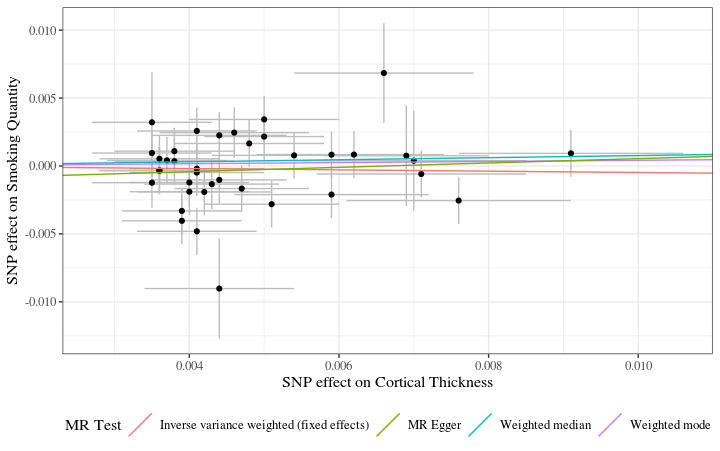 0.010
0.005
0.000
-0.005
-0.010
SNP effect on Smoking Quantity
0.004 0.006 0.008 0.010
SNP effect on Cortical Thickness
MR Test Inverse variance weighted (fixed effects) MR Egger Weighted median Weighted mode